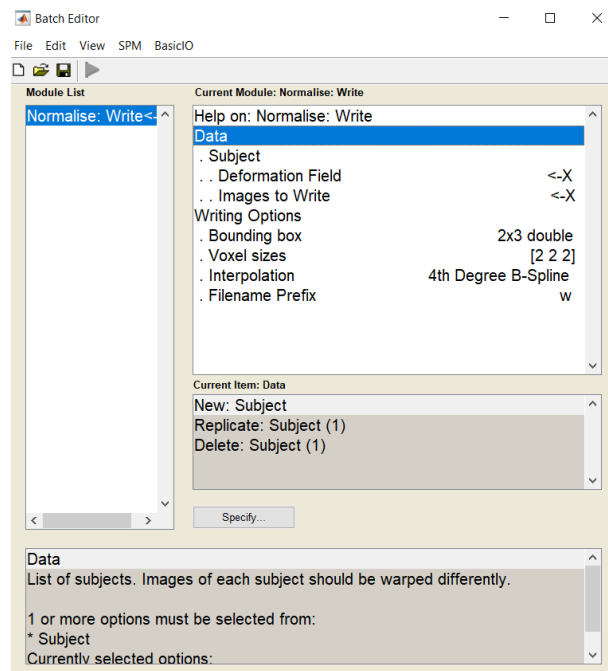 Batch Editor
File Edit View SPM BasicIO
Module List
Normalise: Write<-
Current Module: Normalise: Write
Help on: Normalise: Write
Data
. Subject
. . Deformation Field <-X
. . Images to Write <-X
Writing Options
. Bounding box 2x3 double
. Voxel sizes [2 2 2]
. Interpolation 4th Degree B-Spline
. Filename Prefix w
Current Item: Data
New: Subject
Replicate: Subject (1)
Delete: Subject (1)
Specify...
Data
List of subjects. Images of each subject should be warped differently.
1 or more options must be selected from:
* Subject
Currently selected options: